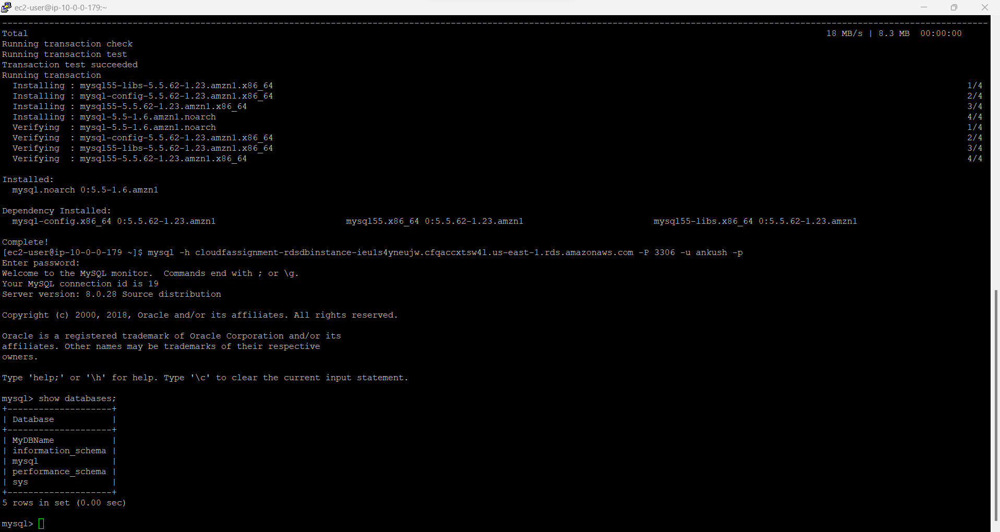 ec2-user@ip-10-0-0-179:~
--------------------------------------------------------------------------------------------------------------------------------------------------------------------------------------------
Total                                                                                                                                                         18 MB/s | 8.3 MB  00:00:00
Running transaction check
Running transaction test
Transaction test succeeded
Running transaction
  Installing : mysql55-libs-5.5.62-1.23.amzn1.x86_64 1/4
  Installing : mysql-config-5.5.62-1.23.amzn1.x86_64 2/4
  Installing : mysql55-5.5.62-1.23.amzn1.x86_64 3/4
  Installing : mysql-5.5-1.6.amzn1.noarch 4/4
  Verifying  : mysql-5.5-1.6.amzn1.noarch 1/4
  Verifying  : mysql-config-5.5.62-1.23.amzn1.x86_64 2/4
  Verifying  : mysql55-libs-5.5.62-1.23.amzn1.x86_64 3/4
  Verifying  : mysql55-5.5.62-1.23.amzn1.x86_64 4/4
Installed:
  mysql.noarch 0:5.5-1.6.amzn1
Dependency Installed:
  mysql-config.x86_64 0:5.5.62-1.23.amzn1 mysql55.x86_64 0:5.5.62-1.23.amzn1 mysql55-libs.x86_64 0:5.5.62-1.23.amzn1
Complete!
[ec2-user@ip-10-0-0-179 ~]$ mysql -h cloudfassignment-rdsdbinstance-ieu1s4yneujw.cfqaccxtsw4l.us-east-1.rds.amazonaws.com -P 3306 -u ankush -p
Enter password:
Welcome to the MySQL monitor.  Commands end with ; or \g.
Your MySQL connection id is 19
Server version: 8.0.28 Source distribution
Copyright (c) 2000, 2018, Oracle and/or its affiliates. All rights reserved.
Oracle is a registered trademark of Oracle Corporation and/or its
affiliates. Other names may be trademarks of their respective
owners.
Type 'help;' or '\h' for help. Type '\c' to clear the current input statement.
mysql> show databases;
+--------------------+
| Database           |
+--------------------+
| MyDBName           |
| information_schema |
| mysql              |
| performance_schema |
| sys                |
+--------------------+
5 rows in set (0.00 sec)
mysql>